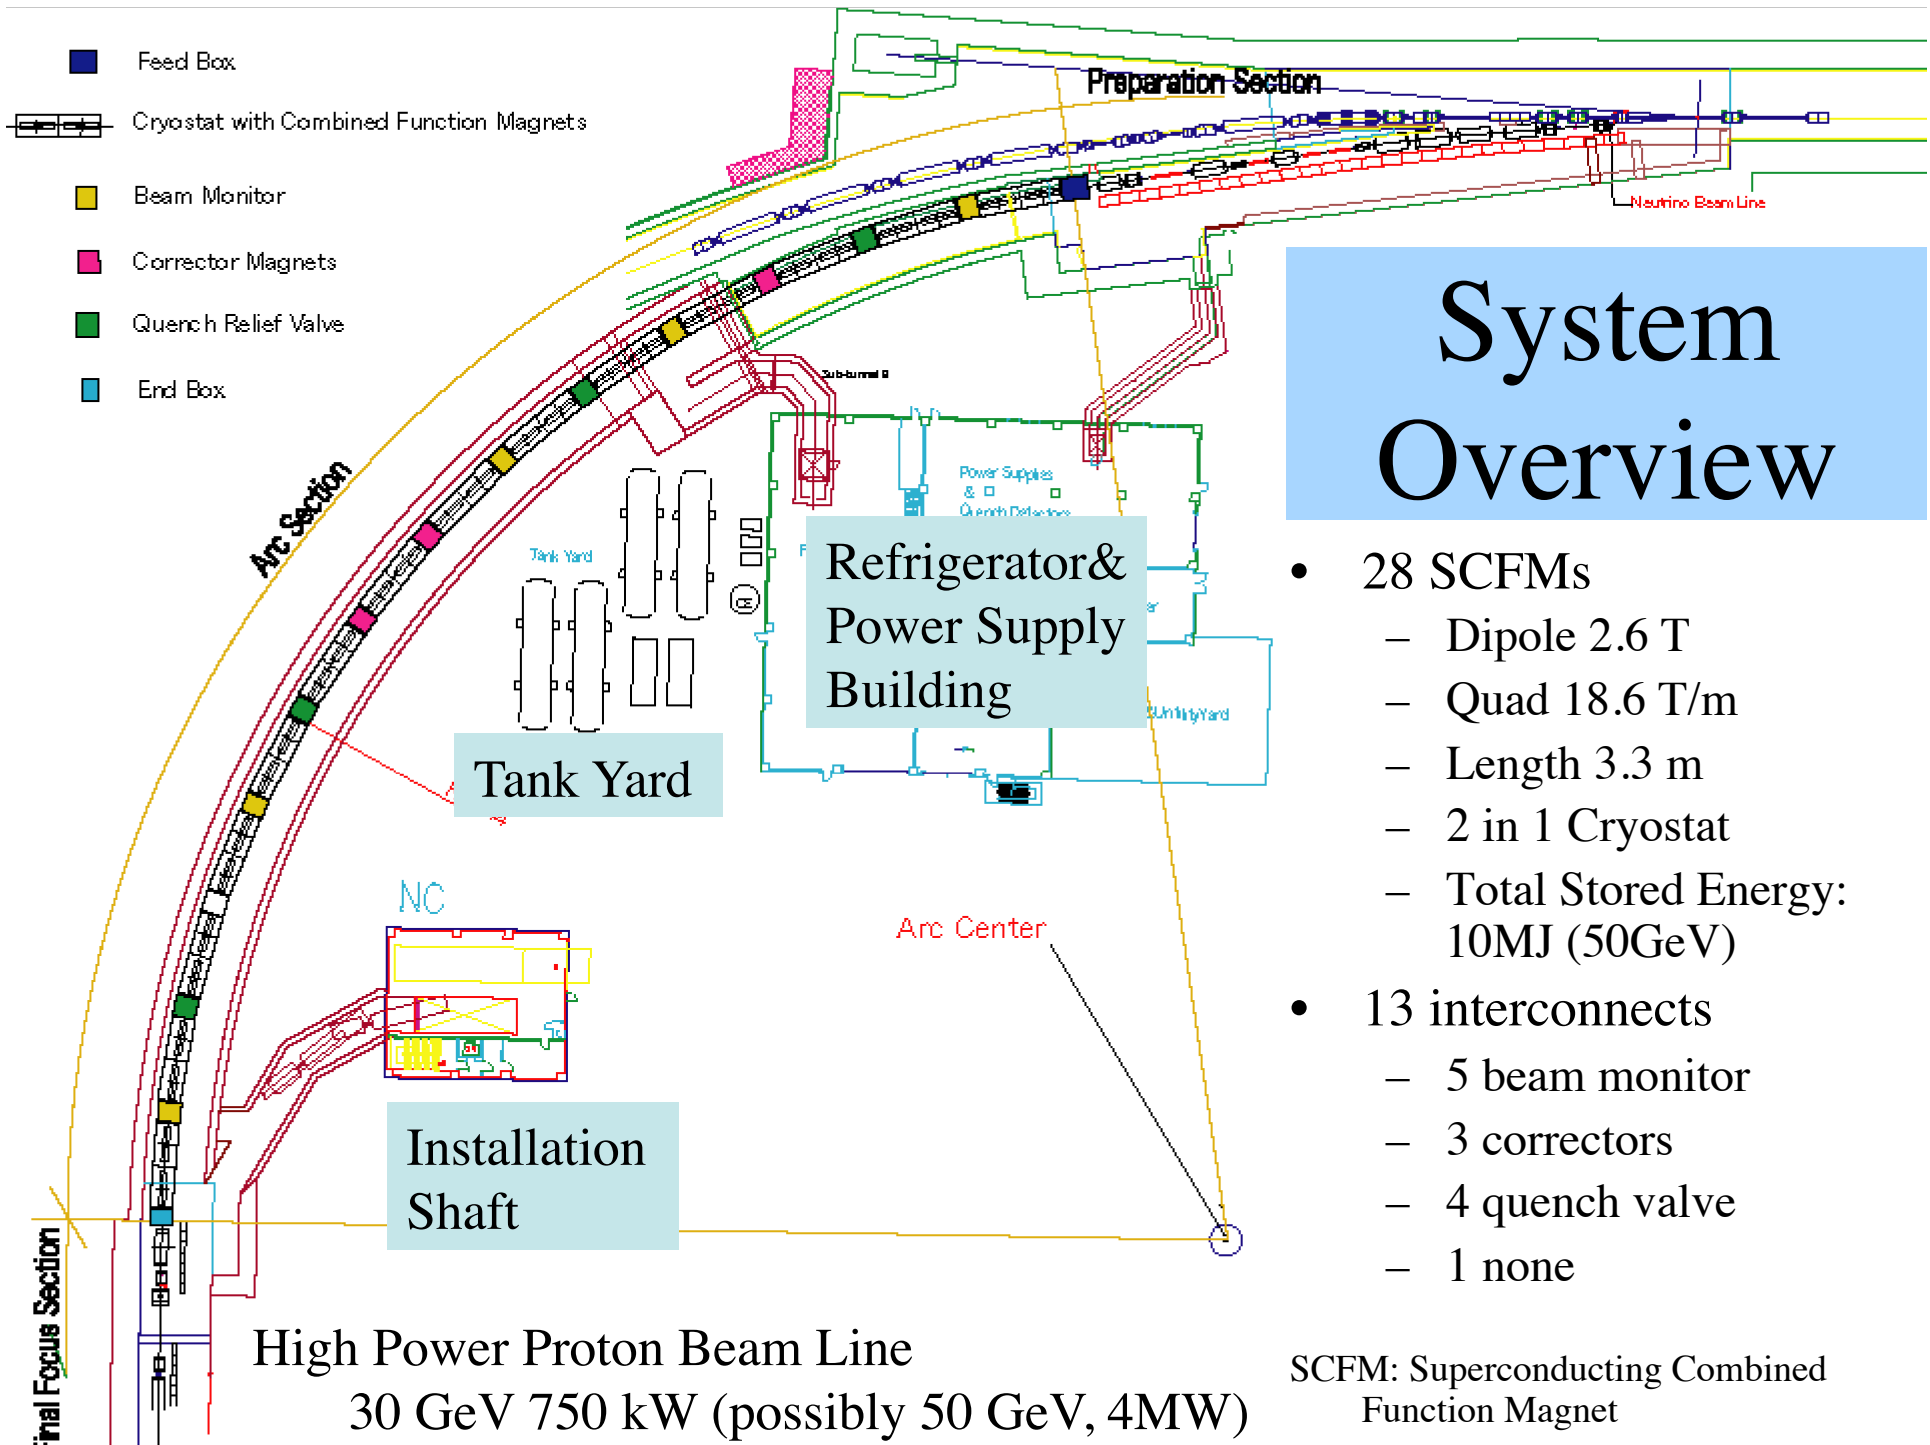 Feed Box
Cryostat with Combined Function Magnets
Beam Monitor
Corrector Magnets
Quench Relief Valve
End Box
Preparation Section
Neutrino Beam Line
System
Overview
Sub-tunnel B
Arc Section
Power Supplies
&
Quench Detectors
Tank Yard
Refrigerator&
Power Supply
Building
UtilityYard
Tank Yard
NC
Arc Center
Installation
Shaft
Final Focus Section
• 28 SCFMs
– Dipole 2.6 T
– Quad 18.6 T/m
– Length 3.3 m
– 2 in 1 Cryostat
– Total Stored Energy:
10MJ (50GeV)
• 13 interconnects
– 5 beam monitor
– 3 correctors
– 4 quench valve
– 1 none
High Power Proton Beam Line
30 GeV 750 kW (possibly 50 GeV, 4MW)
SCFM: Superconducting Combined
Function Magnet